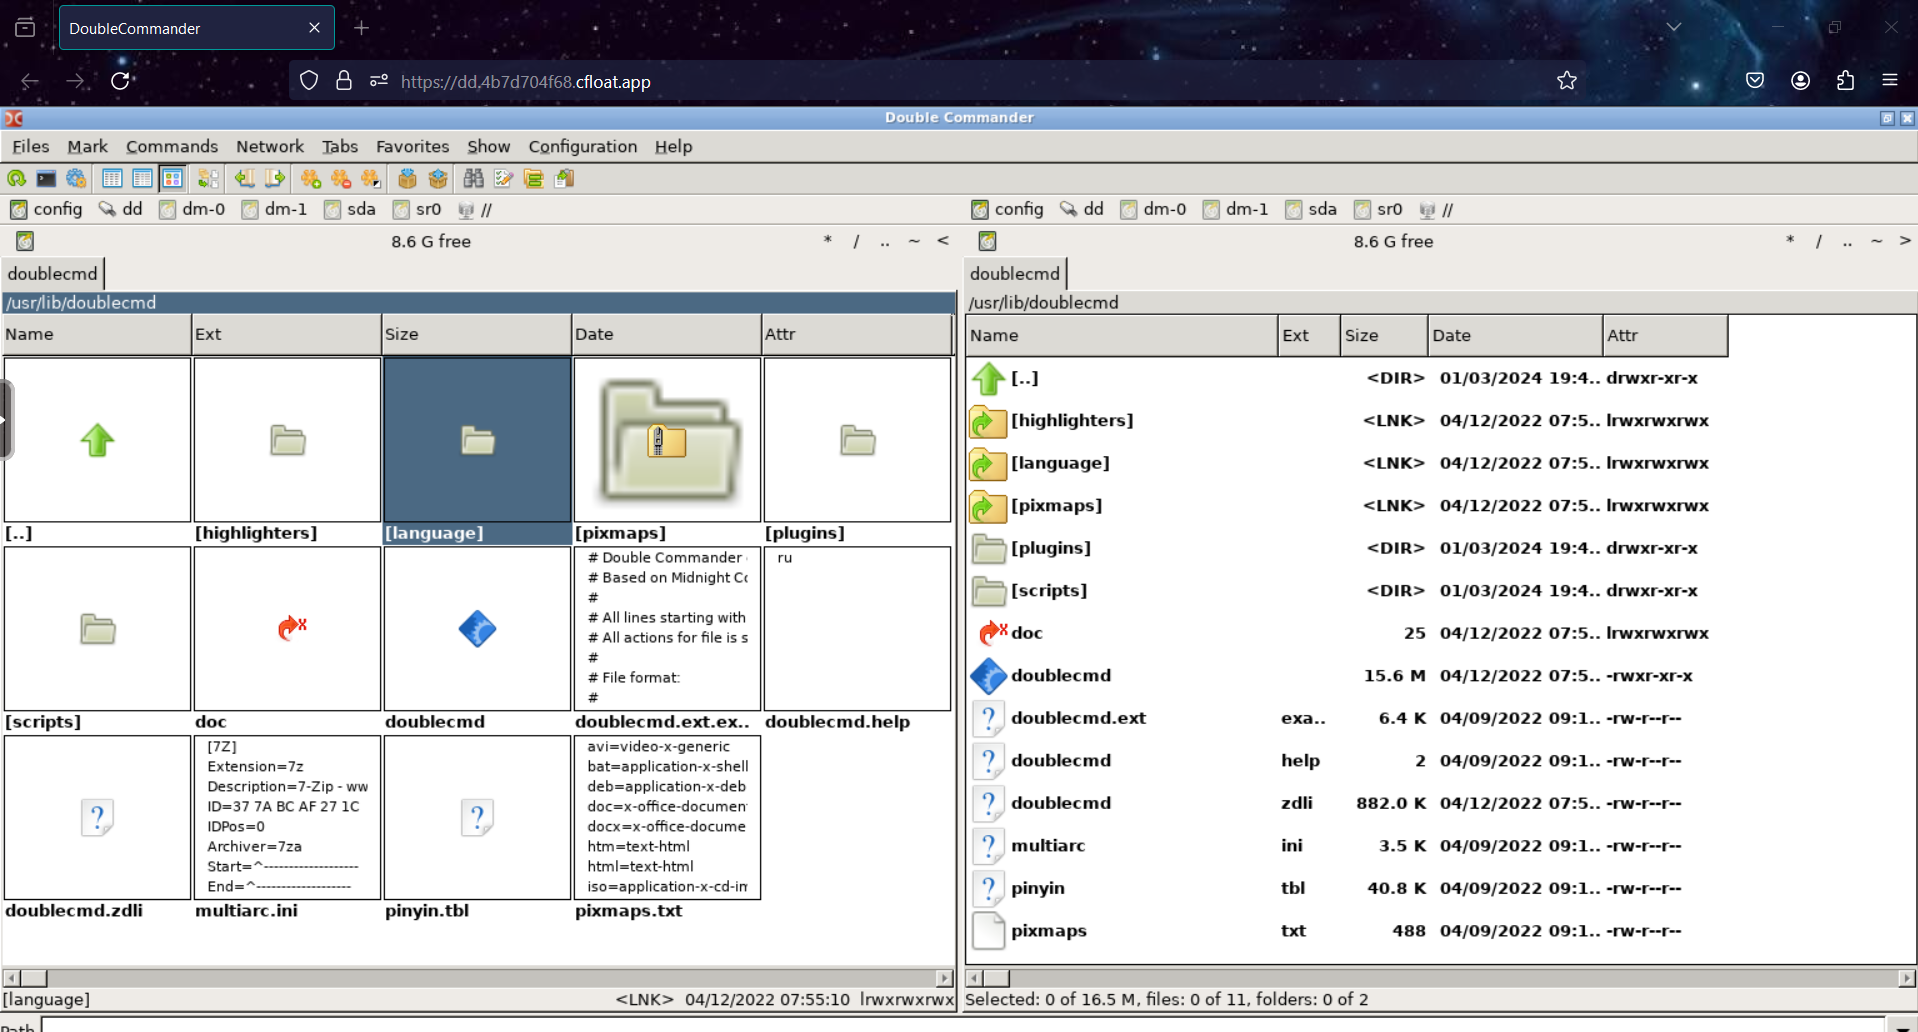 DoubleCommander
https://dd.4b7d704f68.cfloat.app
Double Commander
Files Mark Commands Network Tabs Favorites Show Configuration Help
config dd dm-0 dm-1 sda sr0 //
config dd dm-0 dm-1 sda sr0 //
8.6 G free * / .. ~ <
8.6 G free * / .. ~ >
doublecmd
/usr/lib/doublecmd
Name Ext Size Date Attr
[..] [highlighters] [language] [pixmaps] [plugins]
# Double Commander
# Based on Midnight Co
#
# All lines starting with
# All actions for file is s
#
# File format:
#
ru
[scripts] doc doublecmd doublecmd.ext.ex.. doublecmd.help
[7Z]
Extension=7z
Description=7-Zip - ww
ID=37 7A BC AF 27 1C
IDPos=0
Archiver=7za
Start=^-------------------
End=^-------------------
avi=video-x-generic
bat=application-x-shell
deb=application-x-deb
doc=x-office-document
docx=x-office-docume
htm=text-html
html=text-html
iso=application-x-cd-im
doublecmd.zdli multiarc.ini pinyin.tbl pixmaps.txt
[language] <LNK> 04/12/2022 07:55:10 lrwxrwxrwx
doublecmd
/usr/lib/doublecmd
Name Ext Size Date Attr
[..] <DIR> 01/03/2024 19:4.. drwxr-xr-x
[highlighters] <LNK> 04/12/2022 07:5.. lrwxrwxrwx
[language] <LNK> 04/12/2022 07:5.. lrwxrwxrwx
[pixmaps] <LNK> 04/12/2022 07:5.. lrwxrwxrwx
[plugins] <DIR> 01/03/2024 19:4.. drwxr-xr-x
[scripts] <DIR> 01/03/2024 19:4.. drwxr-xr-x
doc 25 04/12/2022 07:5.. lrwxrwxrwx
doublecmd 15.6 M 04/12/2022 07:5.. -rwxr-xr-x
doublecmd.ext exa.. 6.4 K 04/09/2022 09:1.. -rw-r--r--
doublecmd help 2 04/09/2022 09:1.. -rw-r--r--
doublecmd zdli 882.0 K 04/12/2022 07:5.. -rw-r--r--
multiarc ini 3.5 K 04/09/2022 09:1.. -rw-r--r--
pinyin tbl 40.8 K 04/09/2022 09:1.. -rw-r--r--
pixmaps txt 488 04/09/2022 09:1.. -rw-r--r--
Selected: 0 of 16.5 M, files: 0 of 11, folders: 0 of 2
Path